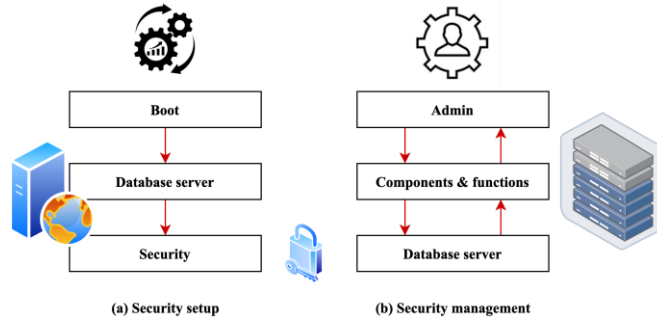 Boot
Database server
Security
(a) Security setup
Admin
Components & functions
Database server
(b) Security management